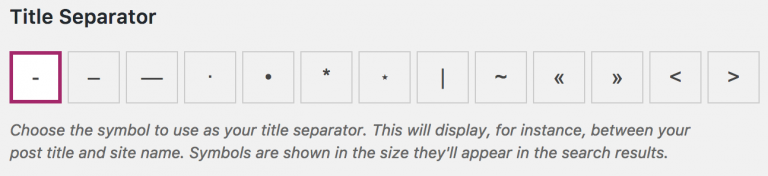 Title Separator
- – — · • * ⋆ | ~ « » < >
Choose the symbol to use as your title separator. This will display, for instance, between your
post title and site name. Symbols are shown in the size they'll appear in the search results.